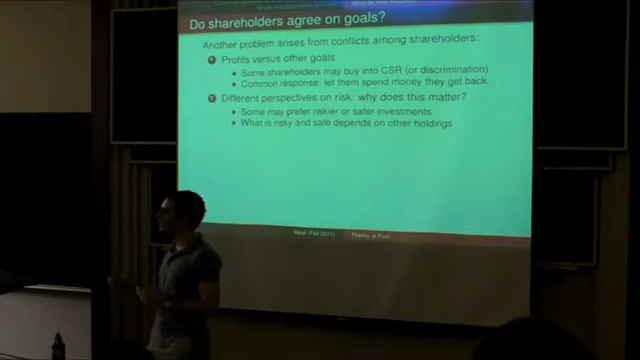 Do shareholders agree on goals?
Another problem arises from conflicts among shareholders:
1 Profits versus other goals
Some shareholders may buy into CSR (or discrimination)
Common response: let them spend money they get back
2 Different perspectives on risk: why does this matter?
Some may prefer riskier or safer investments
What is risky and safe depends on other holdings
(Fall 2011) Theory of Firm